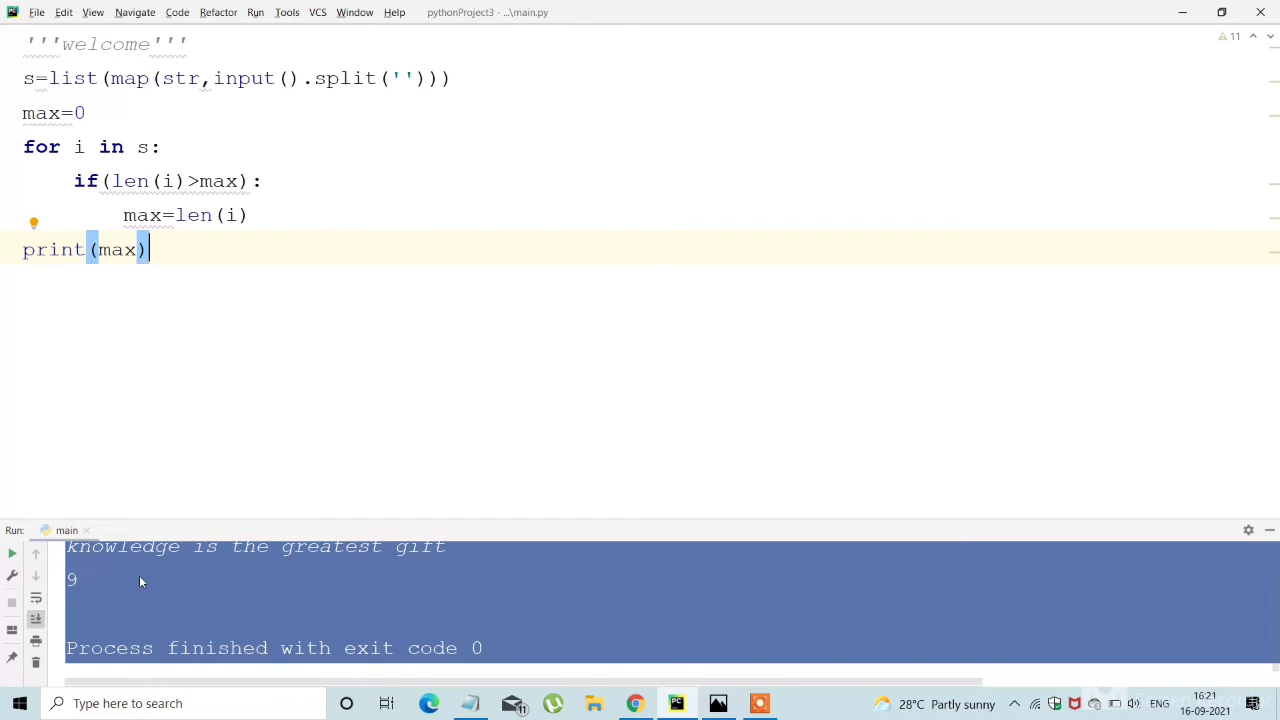 File Edit View Navigate Code Refactor Run Tools VCS Window Help pythonProject3 - ...\main.py
'''welcome'''
11
s=list(map(str,input().split('')))
max=0
for i in s:
if(len(i)>max):
max=len(i)
print(max)
Run: main
knowledge is the greatest gift
9
Process finished with exit code 0
Type here to search
11
28°C Partly sunny
ENG
16:21
16-09-2021